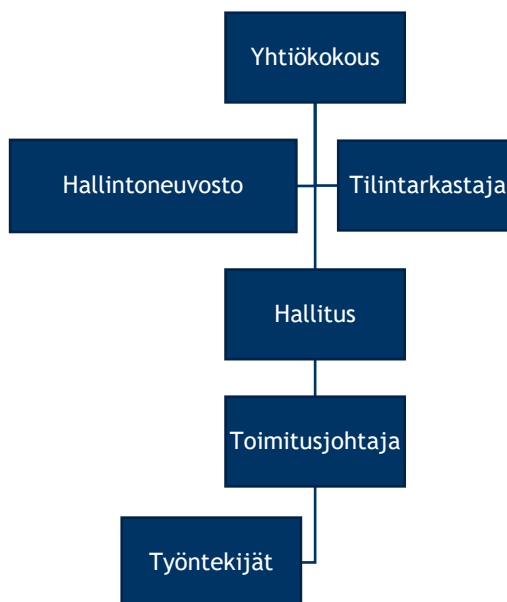 Yhtiökokous
Hallintoneuvosto
Tilintarkastaja
Hallitus
Toimitusjohtaja
Työntekijät